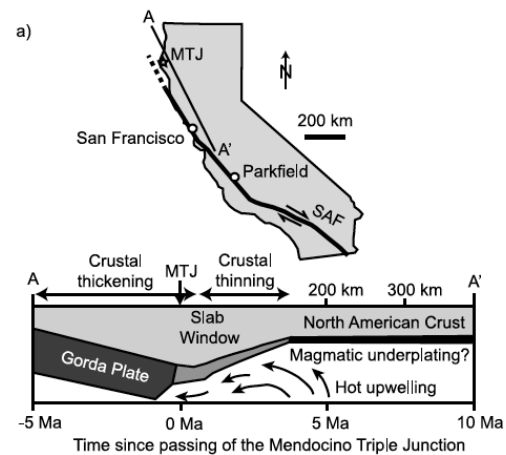 a)
A
MTJ
N
200 km
San Francisco
A'
Parkfield
SAF
Crustal thickening
MTJ
Crustal thinning
A
200 km
300 km
A'
Slab Window
North American Crust
Gorda Plate
Magmatic underplating?
Hot upwelling
-5 Ma
0 Ma
5 Ma
10 Ma
Time since passing of the Mendocino Triple Junction